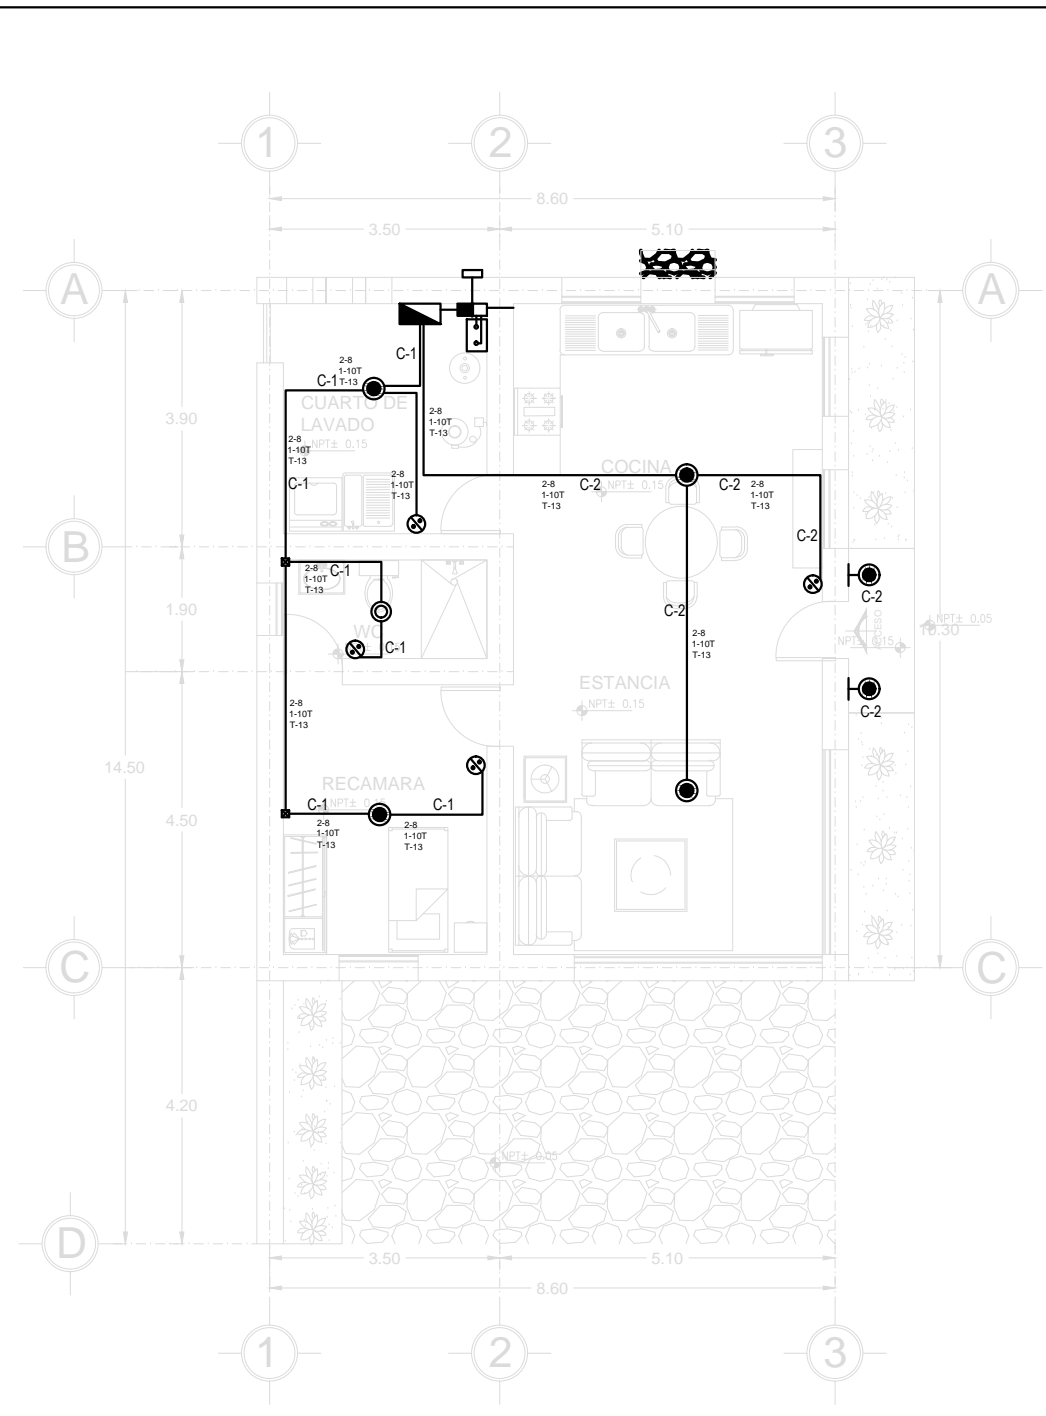 1
2
3
8.60
3.50
5.10
A
A
C-1
2-8
1-10T
T-13
C-1
CUARTO DE
LAVADO
NPT± 0.15
3.90
2-8
1-10T
T-13
2-8
1-10T
T-13
C-1
2-8
1-10T
T-13
COCINA
NPT± 0.15
C-2
2-8
1-10T
T-13
C-2
2-8
1-10T
T-13
C-2
B
2-8
1-10T
T-13
C-1
1.90
WC
C-1
C-2
2-8
1-10T
T-13
C-2
ACCESO
NPT± 0.15
NPT± 0.05
10.30
C-2
ESTANCIA
NPT± 0.15
2-8
1-10T
T-13
14.50
RECAMARA
NPT± 0.15
C-1
C-1
2-8
1-10T
T-13
2-8
1-10T
T-13
4.50
C
C
4.20
NPT± 0.05
D
3.50
5.10
8.60
1
2
3